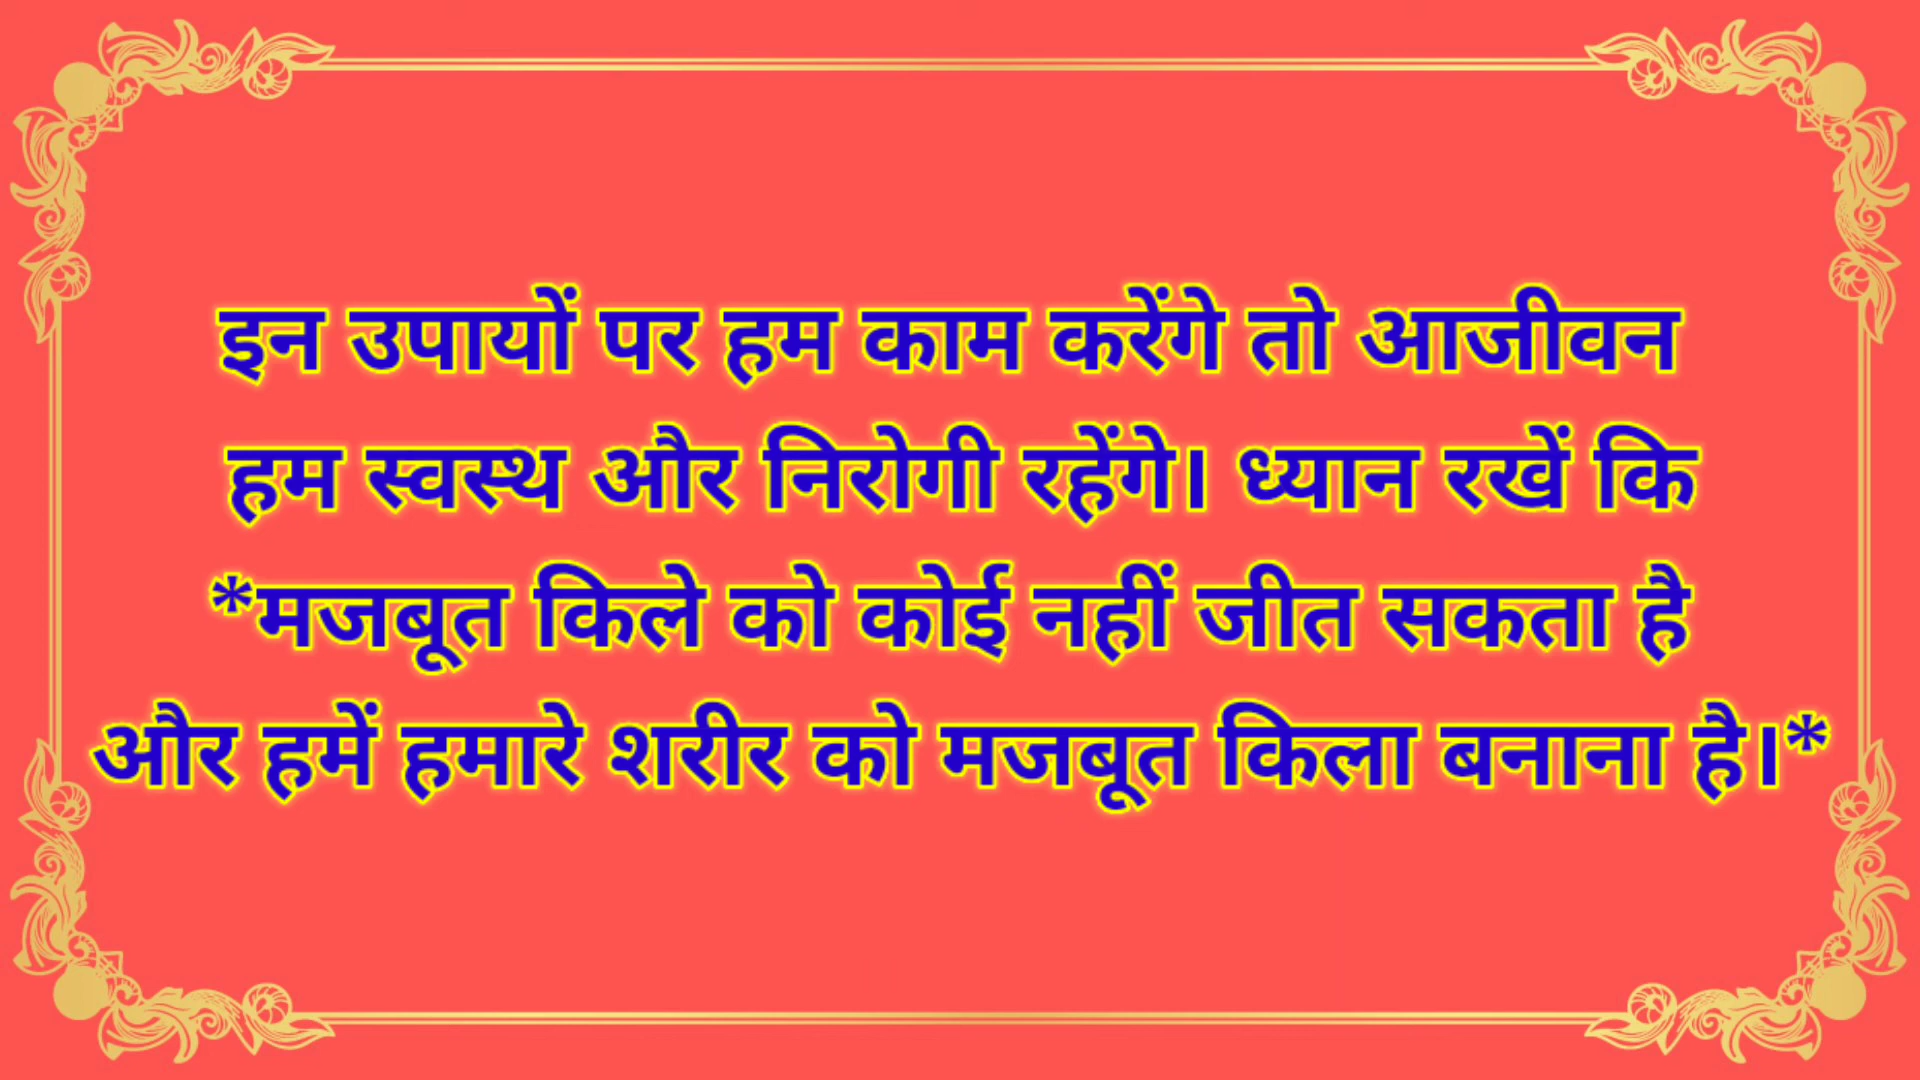 इन उपायों पर हम काम करेंगे तो आजीवन
हम स्वस्थ और निरोगी रहेंगे। ध्यान रखें कि
*मजबूत किले को कोई नहीं जीत सकता है
और हमें हमारे शरीर को मजबूत किला बनाना है।*